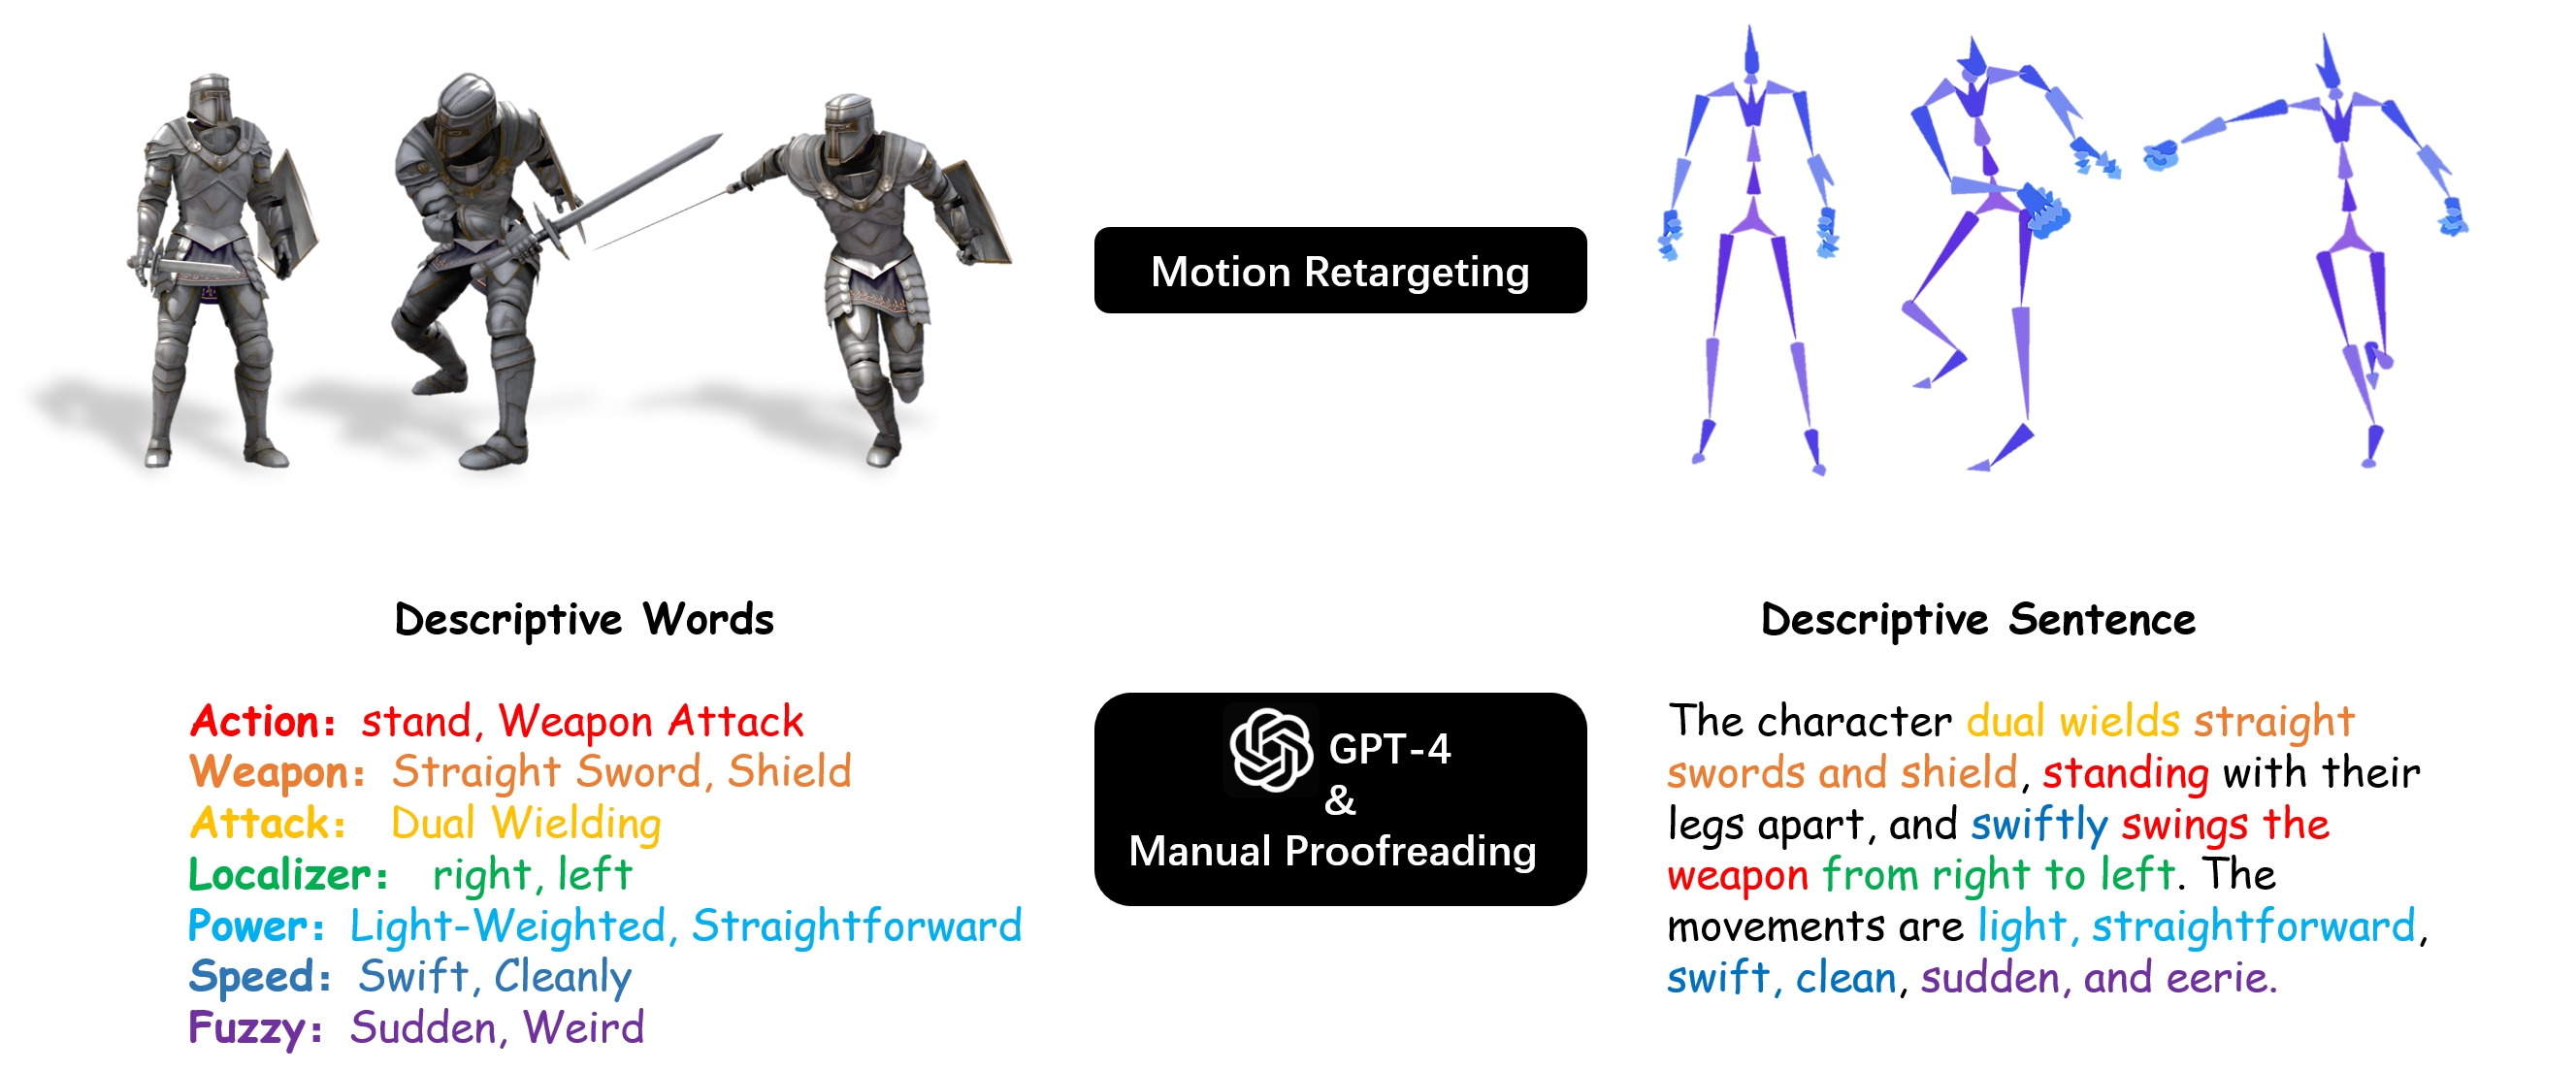 Motion Retargeting
Descriptive Words
Action: stand, Weapon Attack
Weapon: Straight Sword, Shield
Attack: Dual Wielding
Localizer: right, left
Power: Light-Weighted, Straightforward
Speed: Swift, Cleanly
Fuzzy: Sudden, Weird
GPT-4
&
Manual Proofreading
Descriptive Sentence
The character dual wields straight
swords and shield, standing with their
legs apart, and swiftly swings the
weapon from right to left. The
movements are light, straightforward,
swift, clean, sudden, and eerie.